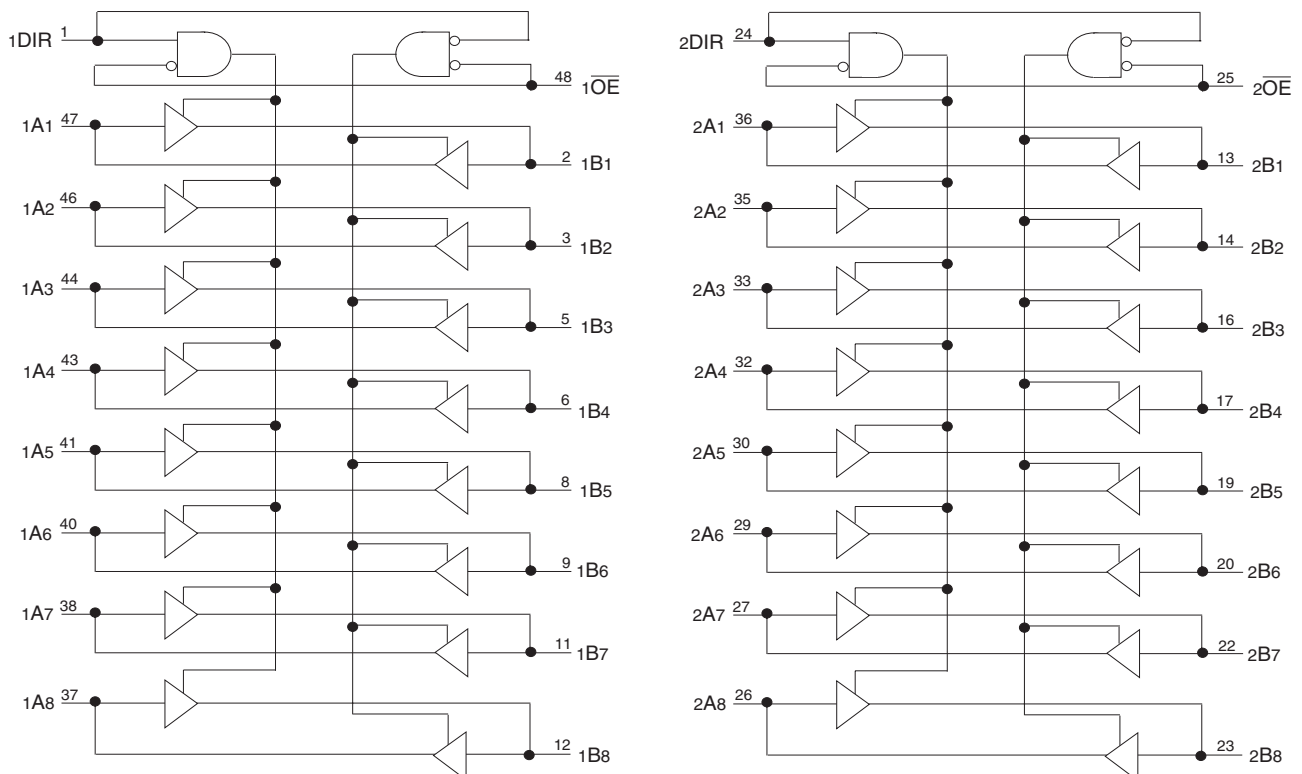 1DIR 1
48 1OE
1A1 47
2 1B1
1A2 46
3 1B2
1A3 44
5 1B3
1A4 43
6 1B4
1A5 41
8 1B5
1A6 40
9 1B6
1A7 38
11 1B7
1A8 37
12 1B8
2DIR 24
25 2OE
2A1 36
13 2B1
2A2 35
14 2B2
2A3 33
16 2B3
2A4 32
17 2B4
2A5 30
19 2B5
2A6 29
20 2B6
2A7 27
22 2B7
2A8 26
23 2B8